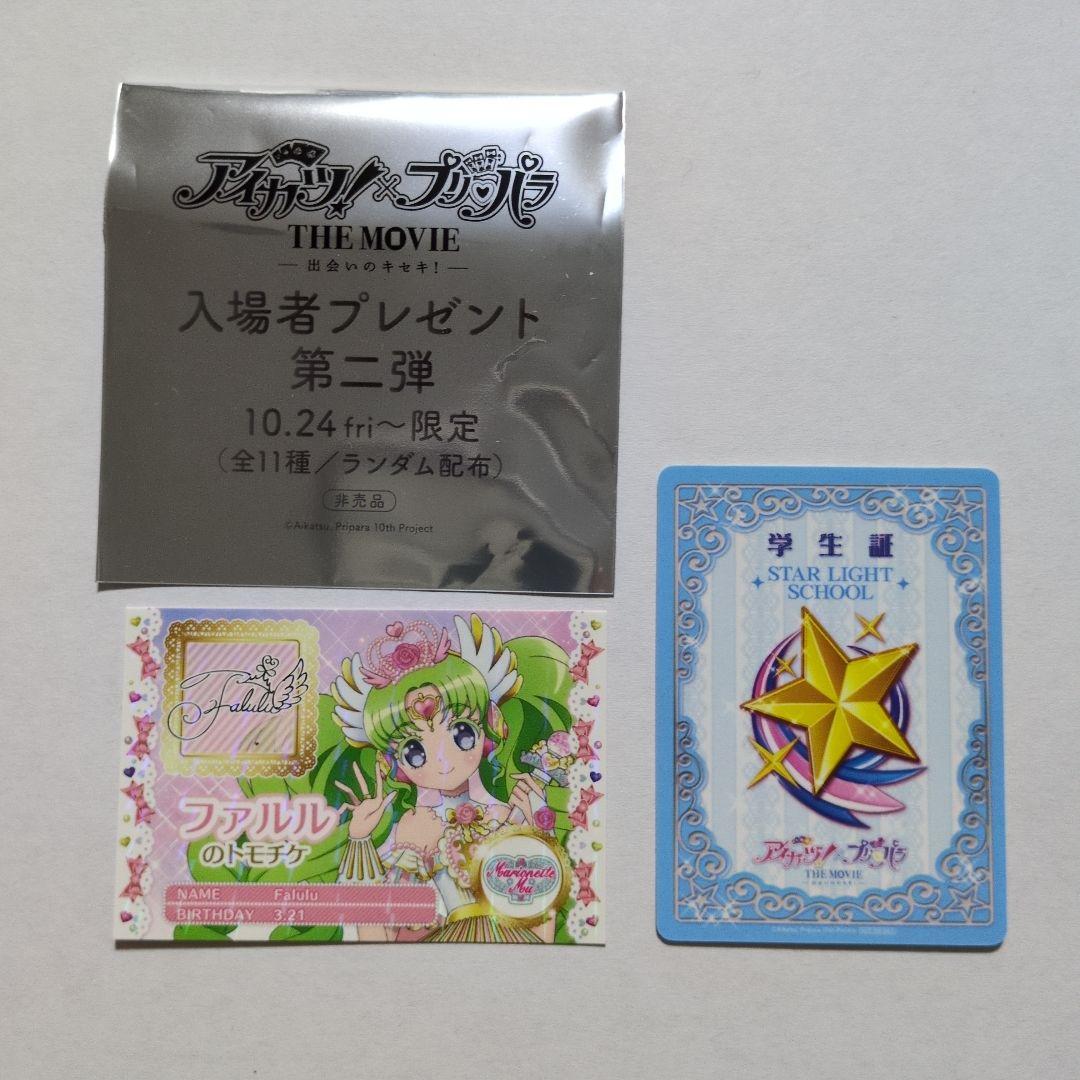 アイカツ!×プリパラ
THE MOVIE
出会いのキセキ!
入場者プレゼント
第二弾
10.24 fri〜限定
(全11種/ランダム配布)
非売品
©Aikatsu, Pripara 10th Project
Falulu
ファルル
のトモチケ
NAME Falulu
BIRTHDAY 3.21
Marionette
Mu
学生証
STAR LIGHT
SCHOOL
アイカツ!×プリパラ
THE MOVIE